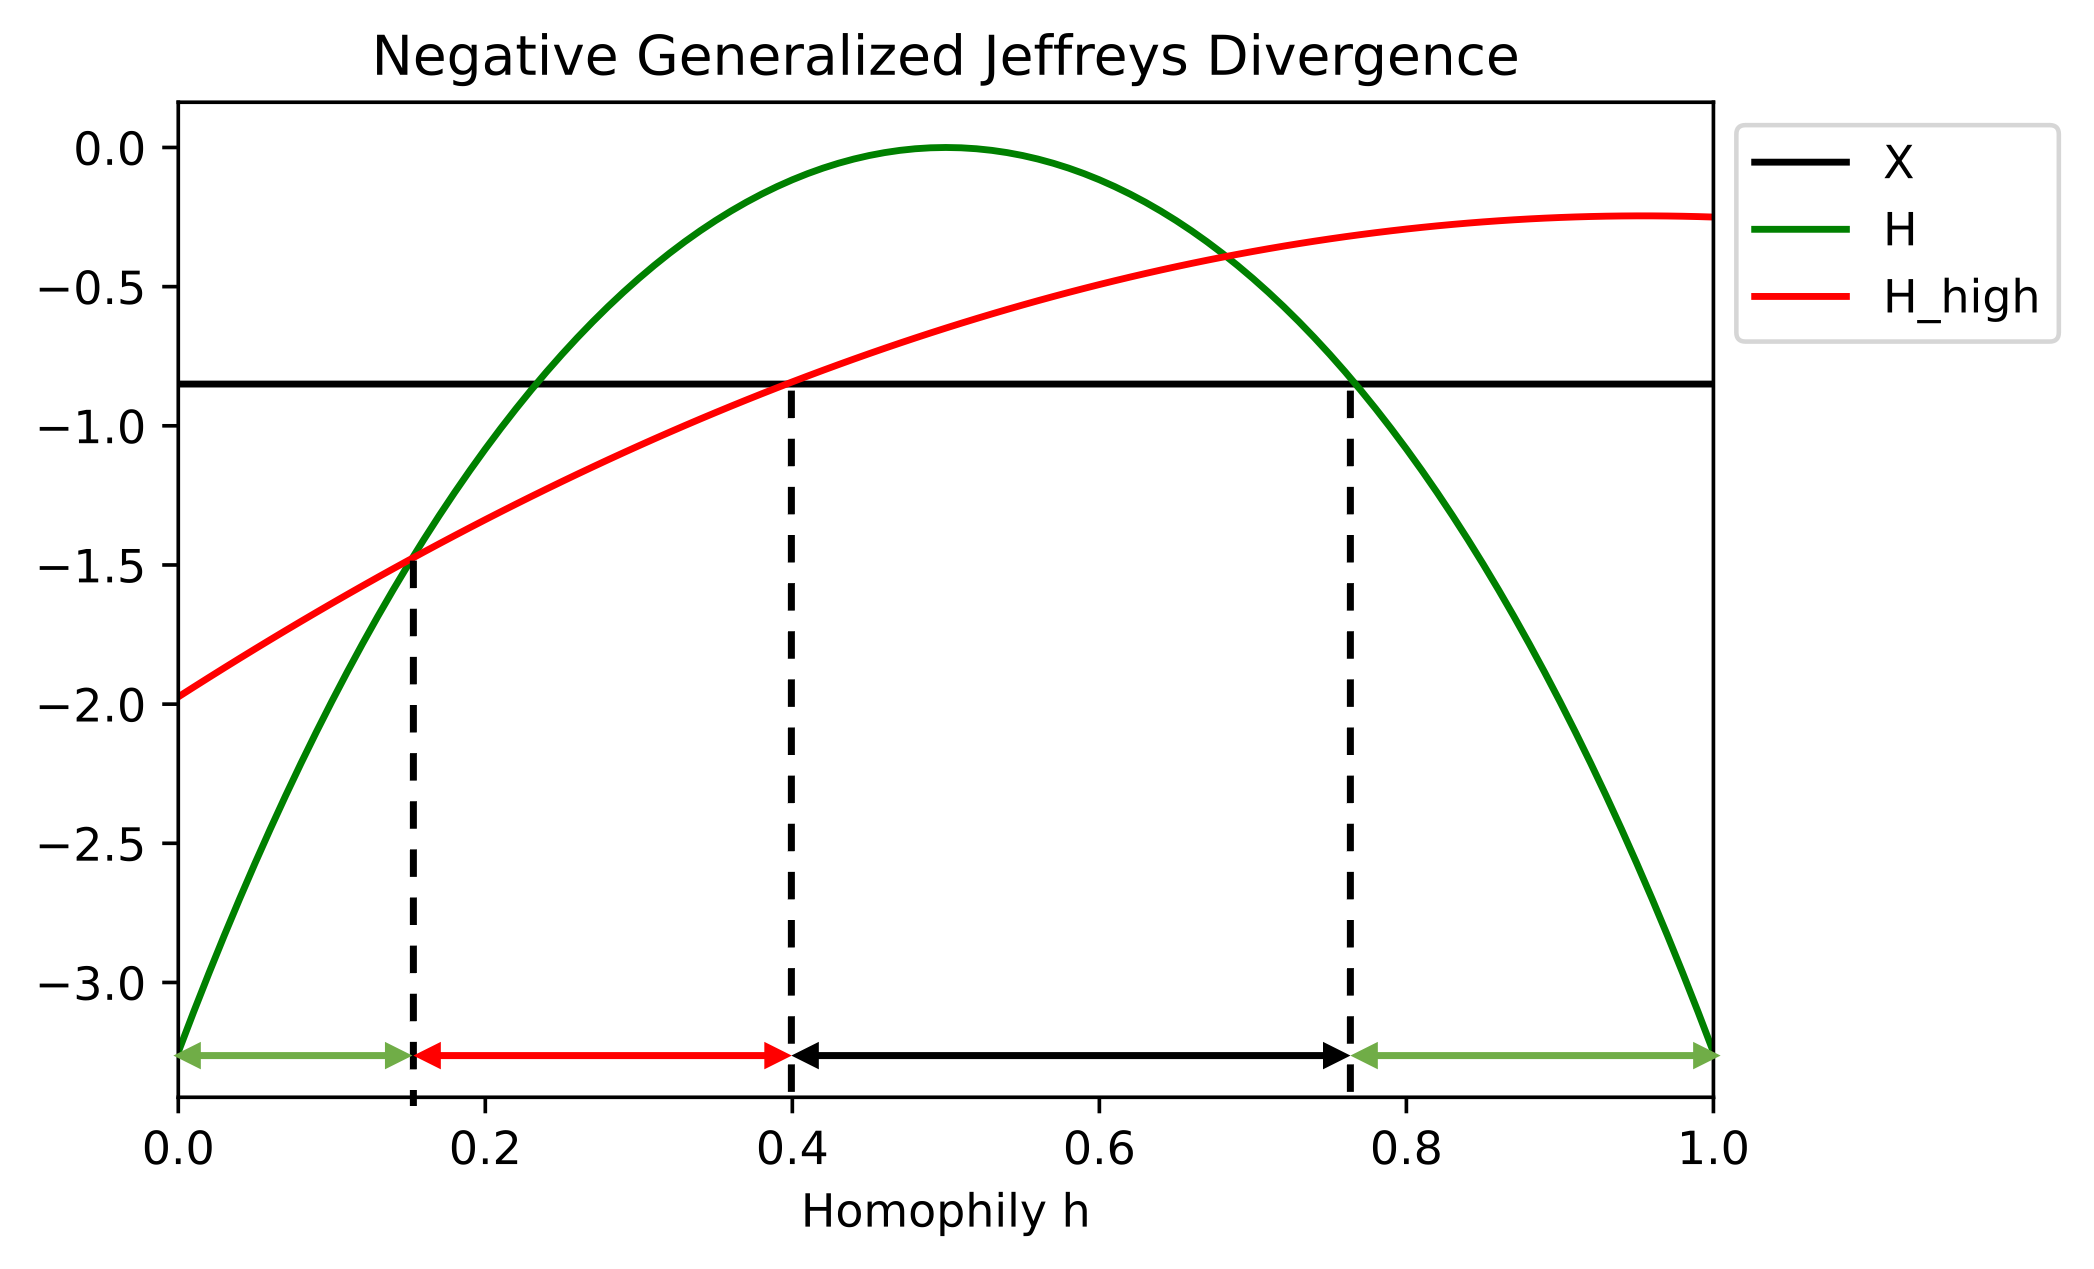 Negative Generalized Jeffreys Divergence
0.0
−0.5
−1.0
−1.5
−2.0
−2.5
−3.0
0.0 0.2 0.4 0.6 0.8 1.0
Homophily h
X
H
H_high